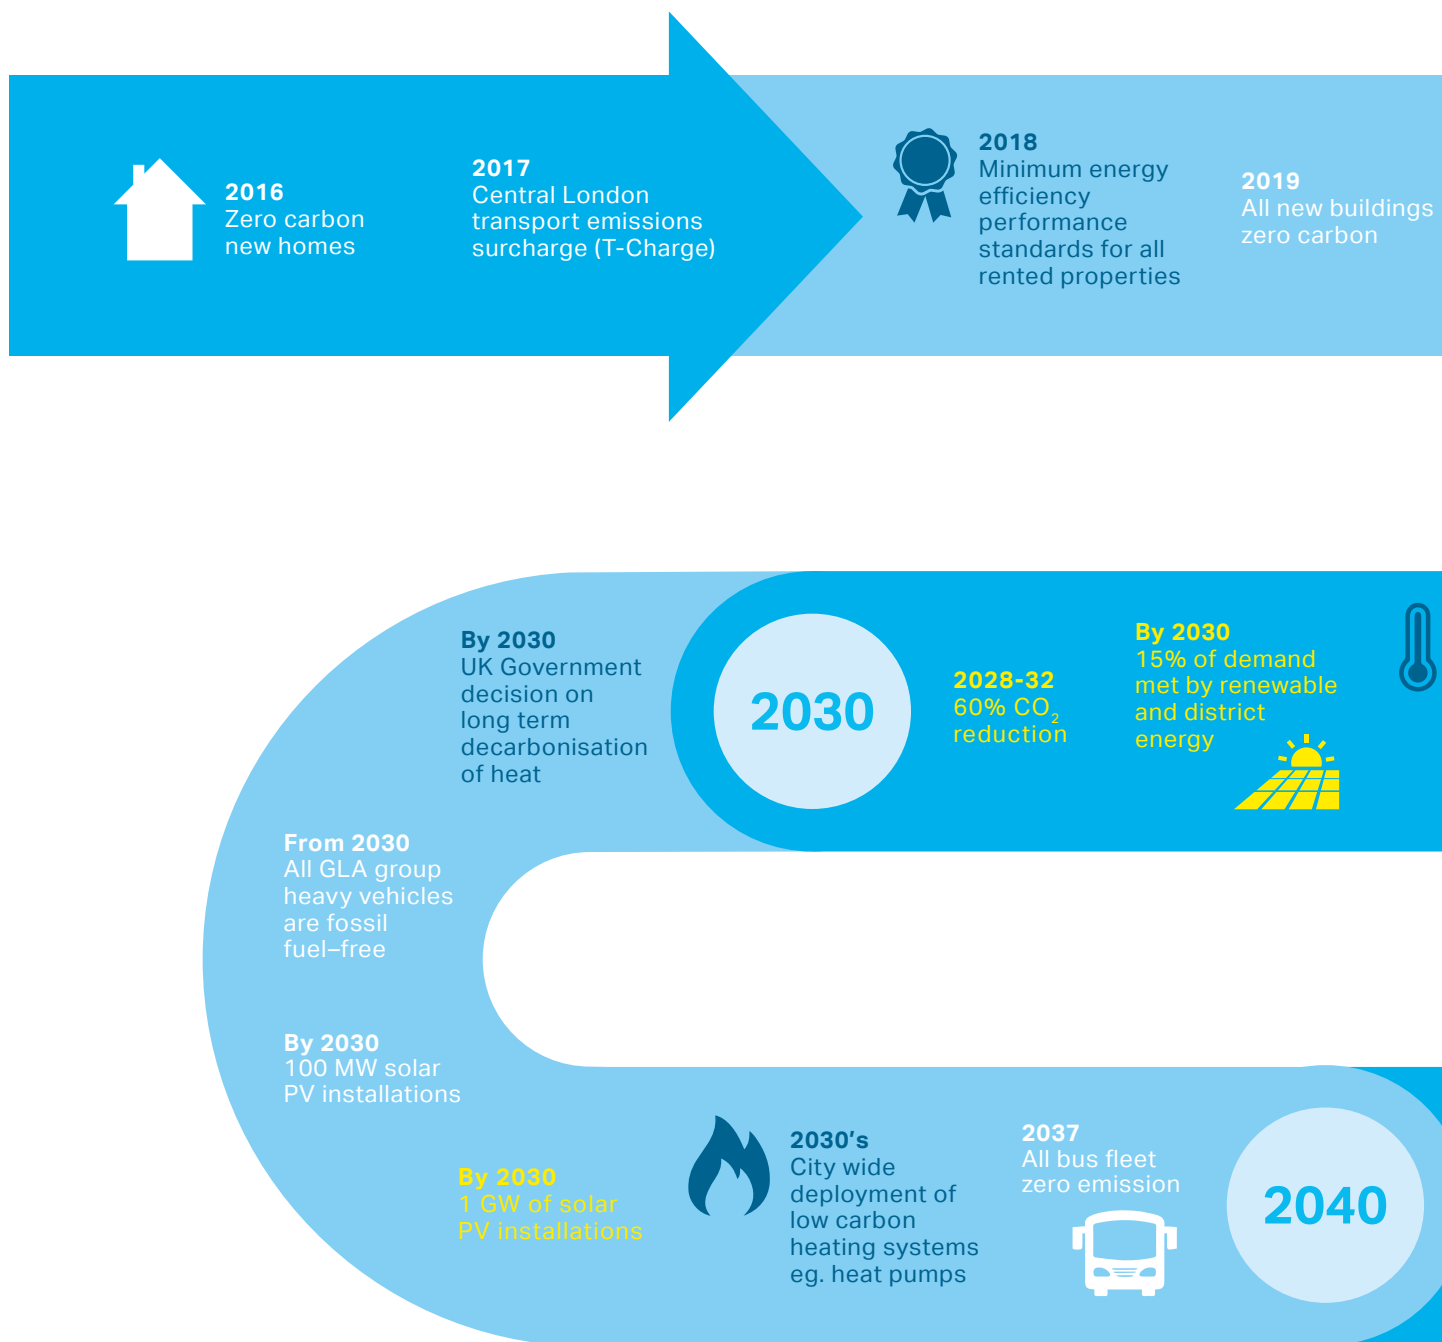 2016
Zero carbon
new homes
2017
Central London
transport emissions
surcharge (T-Charge)
2018
Minimum energy
efficiency
performance
standards for all
rented properties
2019
All new buildings
zero carbon
By 2030
UK Government
decision on
long term
decarbonisation
of heat
2030
2028-32
60% CO₂
reduction
By 2030
15% of demand
met by renewable
and district
energy
From 2030
All GLA group
heavy vehicles
are fossil
fuel–free
By 2030
100 MW solar
PV installations
By 2030
1 GW of solar
PV installations
2030's
City wide
deployment of
low carbon
heating systems
eg. heat pumps
2037
All bus fleet
zero emission
2040